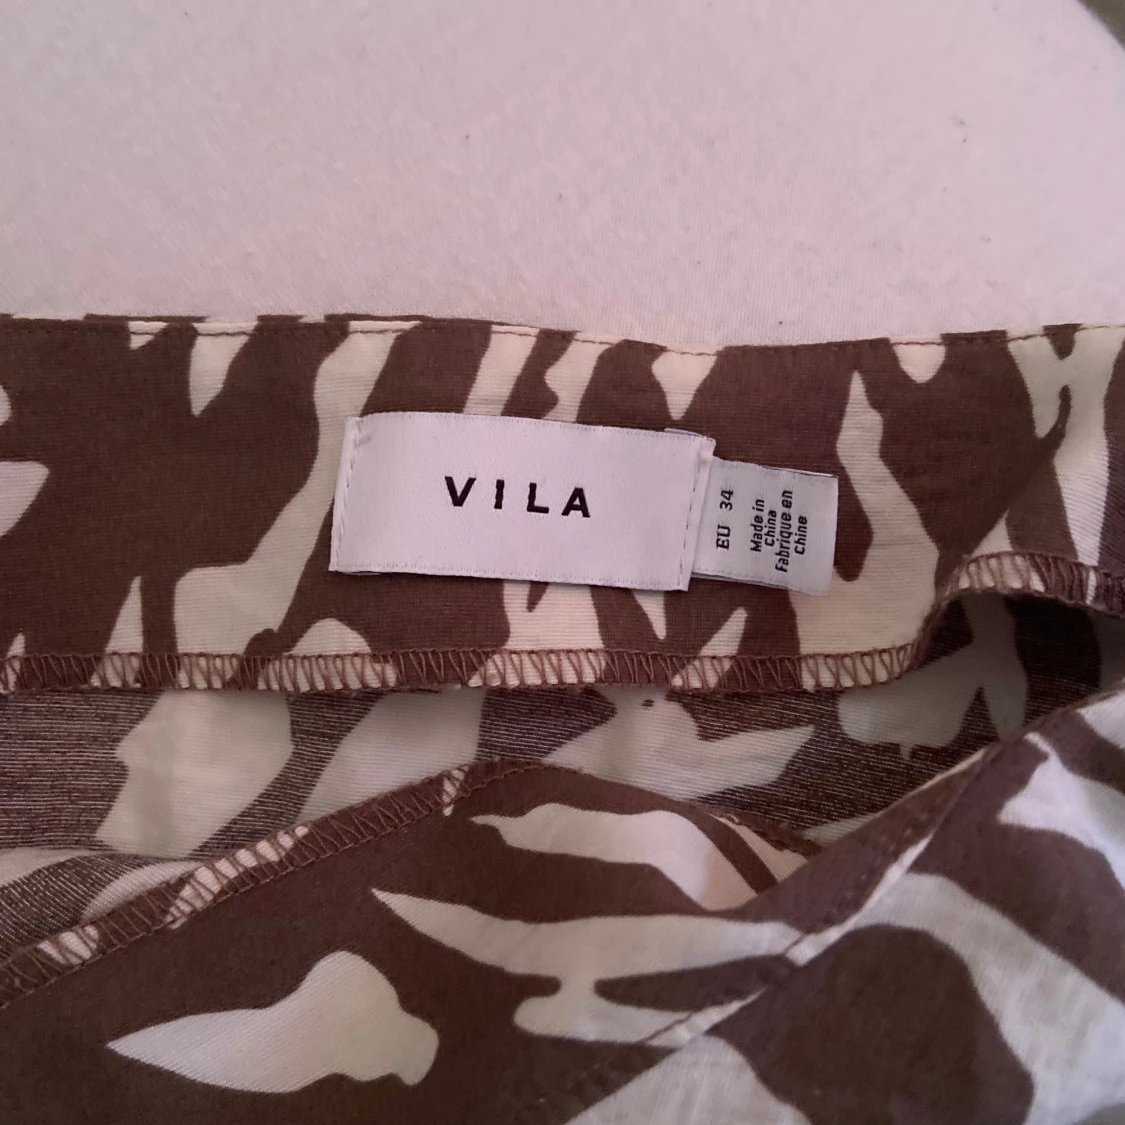 VILA
EU 34
Made in
China
Fabriqué en
Chine